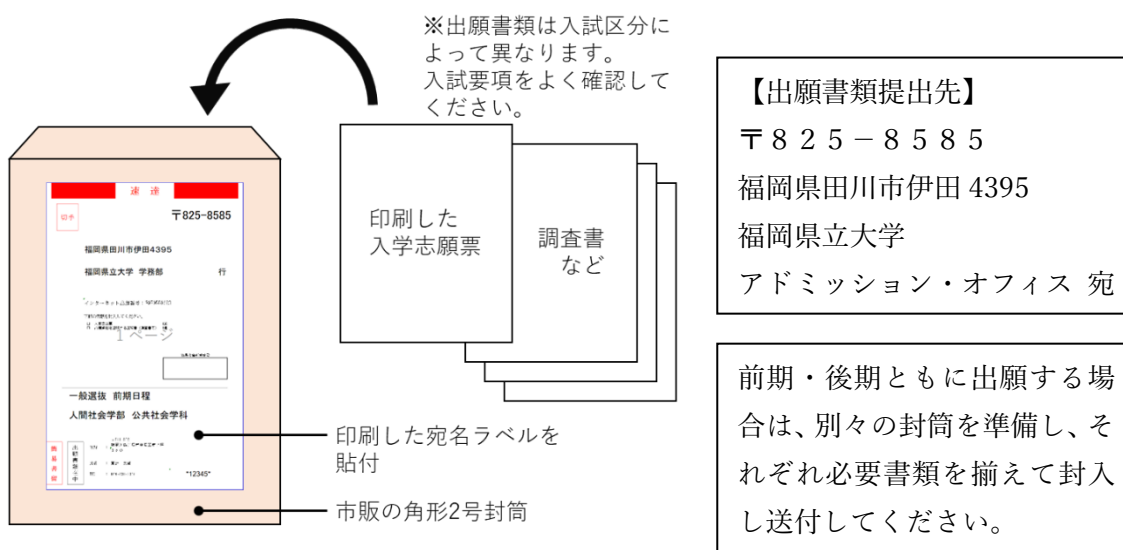 ※出願書類は入試区分に
よって異なります。
入試要項をよく確認して
ください。
速 達
切手
〒825-8585
福岡県田川市伊田4395
福岡県立大学 学務部 行
1 ページ
一般選抜 前期日程
人間社会学部 公共社会学科
簡易書留
出願書類在中
*12345*
印刷した
入学志願票
調査書
など
印刷した宛名ラベルを
貼付
市販の角形2号封筒
【出願書類提出先】
〒825−8585
福岡県田川市伊田 4395
福岡県立大学
アドミッション・オフィス 宛
前期・後期ともに出願する場
合は、別々の封筒を準備し、そ
れぞれ必要書類を揃えて封入
し送付してください。